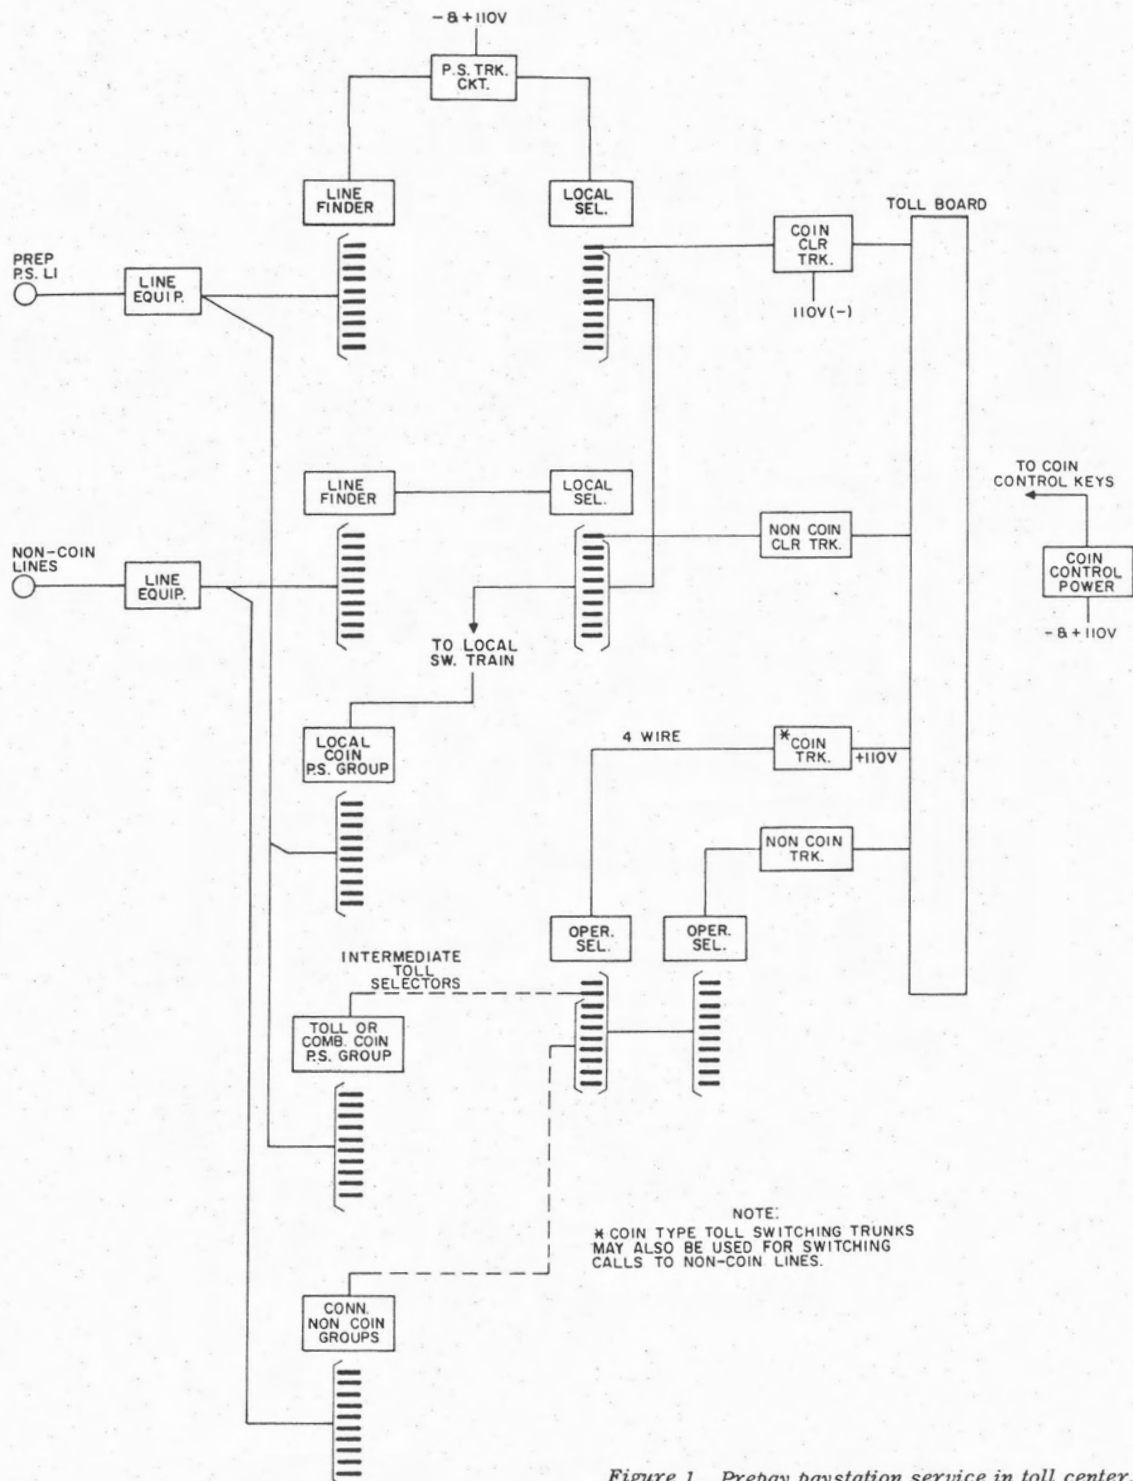 - & +110V
P.S. TRK.
CKT.
LINE
FINDER
LOCAL
SEL.
TOLL BOARD
COIN
CLR
TRK.
110V(-)
PREP
P.S. LI
LINE
EQUIP.
LINE
FINDER
LOCAL
SEL.
NON COIN
CLR TRK.
TO COIN
CONTROL KEYS
COIN
CONTROL
POWER
- & +110V
NON-COIN
LINES
LINE
EQUIP.
TO LOCAL
SW. TRAIN
LOCAL
COIN
P.S. GROUP
4 WIRE
*COIN
TRK.
+110V
NON COIN
TRK.
OPER.
SEL.
OPER.
SEL.
INTERMEDIATE
TOLL
SELECTORS
TOLL OR
COMB. COIN
P.S. GROUP
NOTE:
* COIN TYPE TOLL SWITCHING TRUNKS
MAY ALSO BE USED FOR SWITCHING
CALLS TO NON-COIN LINES.
CONN.
NON COIN
GROUPS
Figure 1. Prepay paystation service in toll center